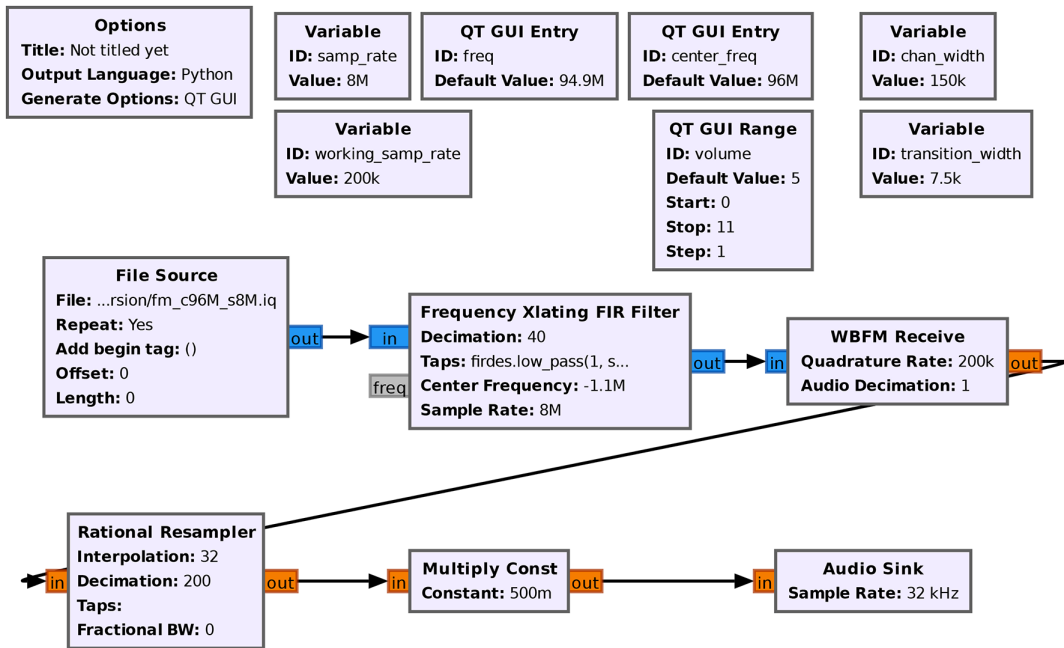 Options
Title: Not titled yet
Output Language: Python
Generate Options: QT GUI
Variable
ID: samp_rate
Value: 8M
QT GUI Entry
ID: freq
Default Value: 94.9M
QT GUI Entry
ID: center_freq
Default Value: 96M
Variable
ID: chan_width
Value: 150k
Variable
ID: working_samp_rate
Value: 200k
QT GUI Range
ID: volume
Default Value: 5
Start: 0
Stop: 11
Step: 1
Variable
ID: transition_width
Value: 7.5k
File Source
File: ...rsion/fm_c96M_s8M.iq
Repeat: Yes
Add begin tag: ()
Offset: 0
Length: 0
out
in
freq
Frequency Xlating FIR Filter
Decimation: 40
Taps: firdes.low_pass(1, s...
Center Frequency: -1.1M
Sample Rate: 8M
out
in
WBFM Receive
Quadrature Rate: 200k
Audio Decimation: 1
out
in
Rational Resampler
Interpolation: 32
Decimation: 200
Taps:
Fractional BW: 0
out
in
Multiply Const
Constant: 500m
out
in
Audio Sink
Sample Rate: 32 kHz